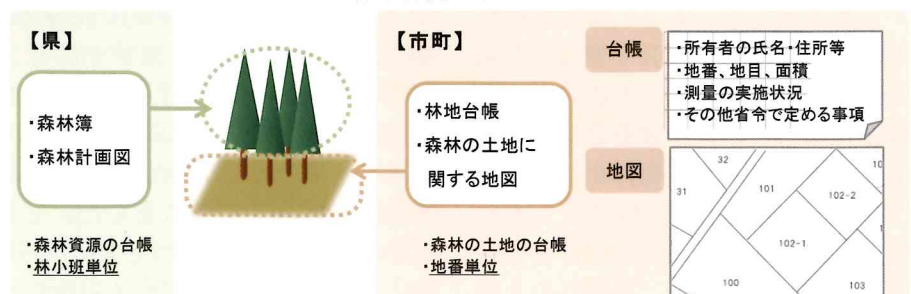 【県】
・森林簿
・森林計画図
・森林資源の台帳
・林小班単位
【市町】
・林地台帳
・森林の土地に
関する地図
・森林の土地の台帳
・地番単位
台帳
・所有者の氏名・住所等
・地番、地目、面積
・測量の実施状況
・その他省令で定める事項
地図
32
31
101
102-2
102-1
100
103